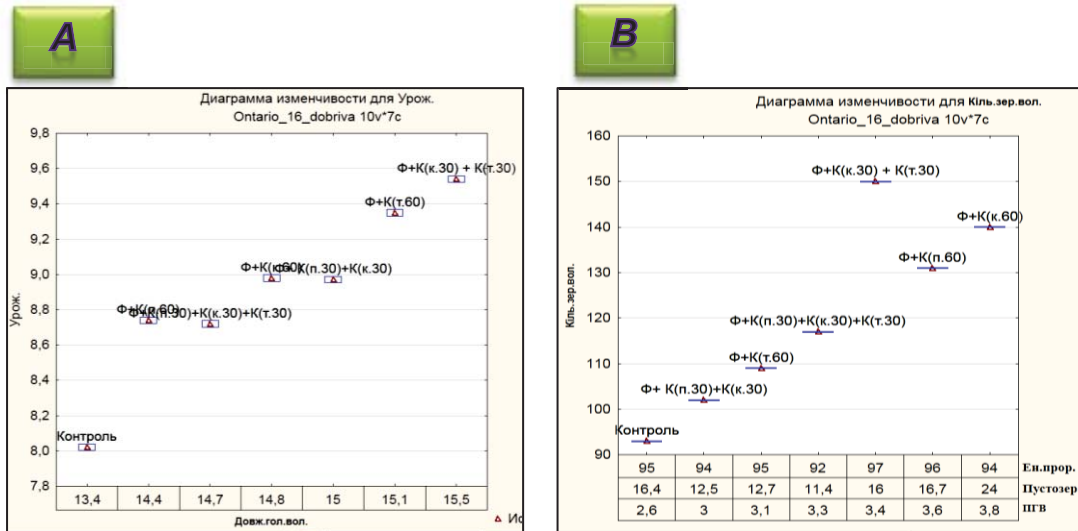 A
Диаграмма изменчивости для Урож.
Ontario_16_dobriva 10v*7c
9,8
9,6
9,4
9,2
9,0
8,8
8,6
8,4
8,2
8,0
7,8
Урож.
Ф+К(к.30) + К(т.30)
Ф+К(т.60)
Ф+К(к.60)
Ф+ К(п.30)+К(к.30)
Ф+К(п.60)
Ф+К(п.30)+К(к.30)+К(т.30)
Контроль
13,4 14,4 14,7 14,8 15 15,1 15,5
Довж.гол.вол.
Ис
B
Диаграмма изменчивости для Кіль.зер.вол.
Ontario_16_dobriva 10v*7c
160
150
140
130
120
110
100
90
Кіль.зер.вол.
Ф+К(к.30) + К(т.30)
Ф+К(к.60)
Ф+К(п.60)
Ф+К(п.30)+К(к.30)+К(т.30)
Ф+К(т.60)
Ф+ К(п.30)+К(к.30)
Контроль
95 94 95 92 97 96 94 Ен.прор.
16,4 12,5 12,7 11,4 16 16,7 24 Пустозер
2,6 3 3,1 3,3 3,4 3,6 3,8 ПГВ